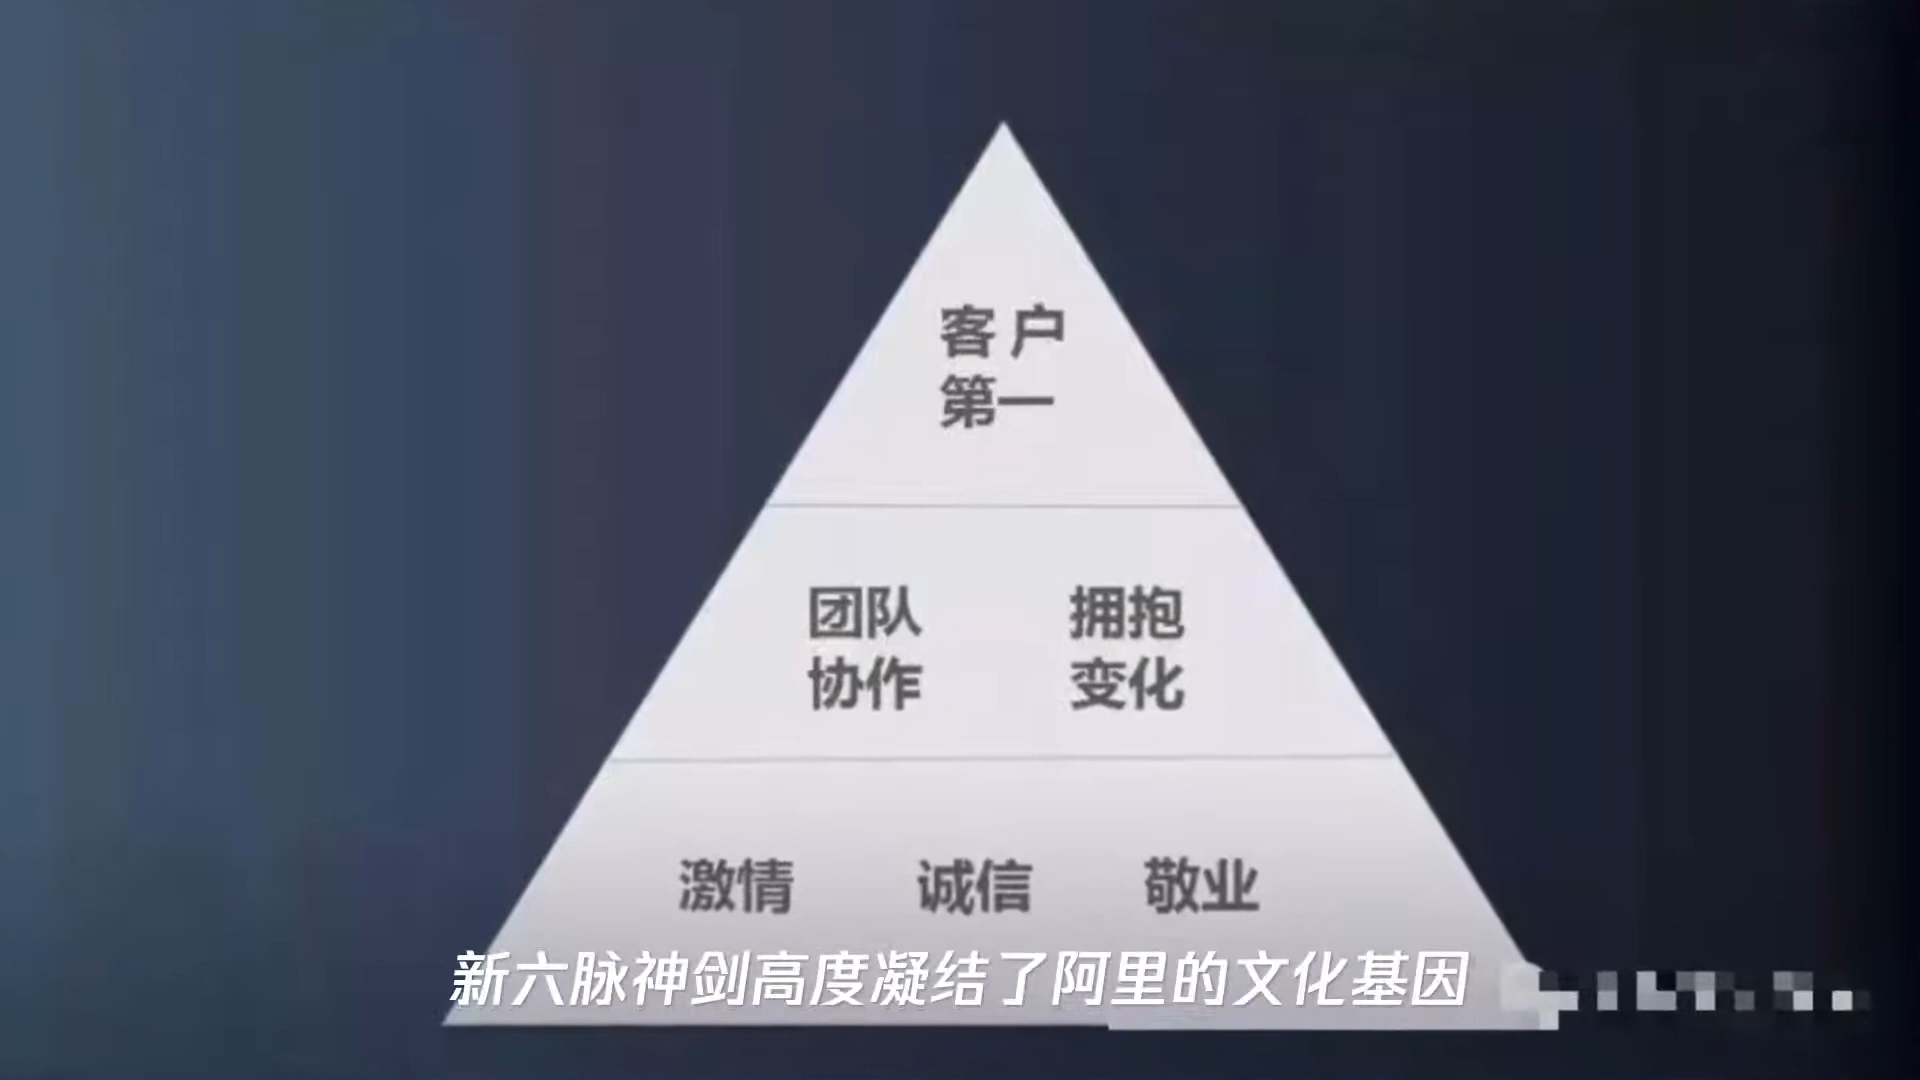 客户
第一
团队 拥抱
协作 变化
激情 诚信 敬业
新六脉神剑高度凝结了阿里的文化基因